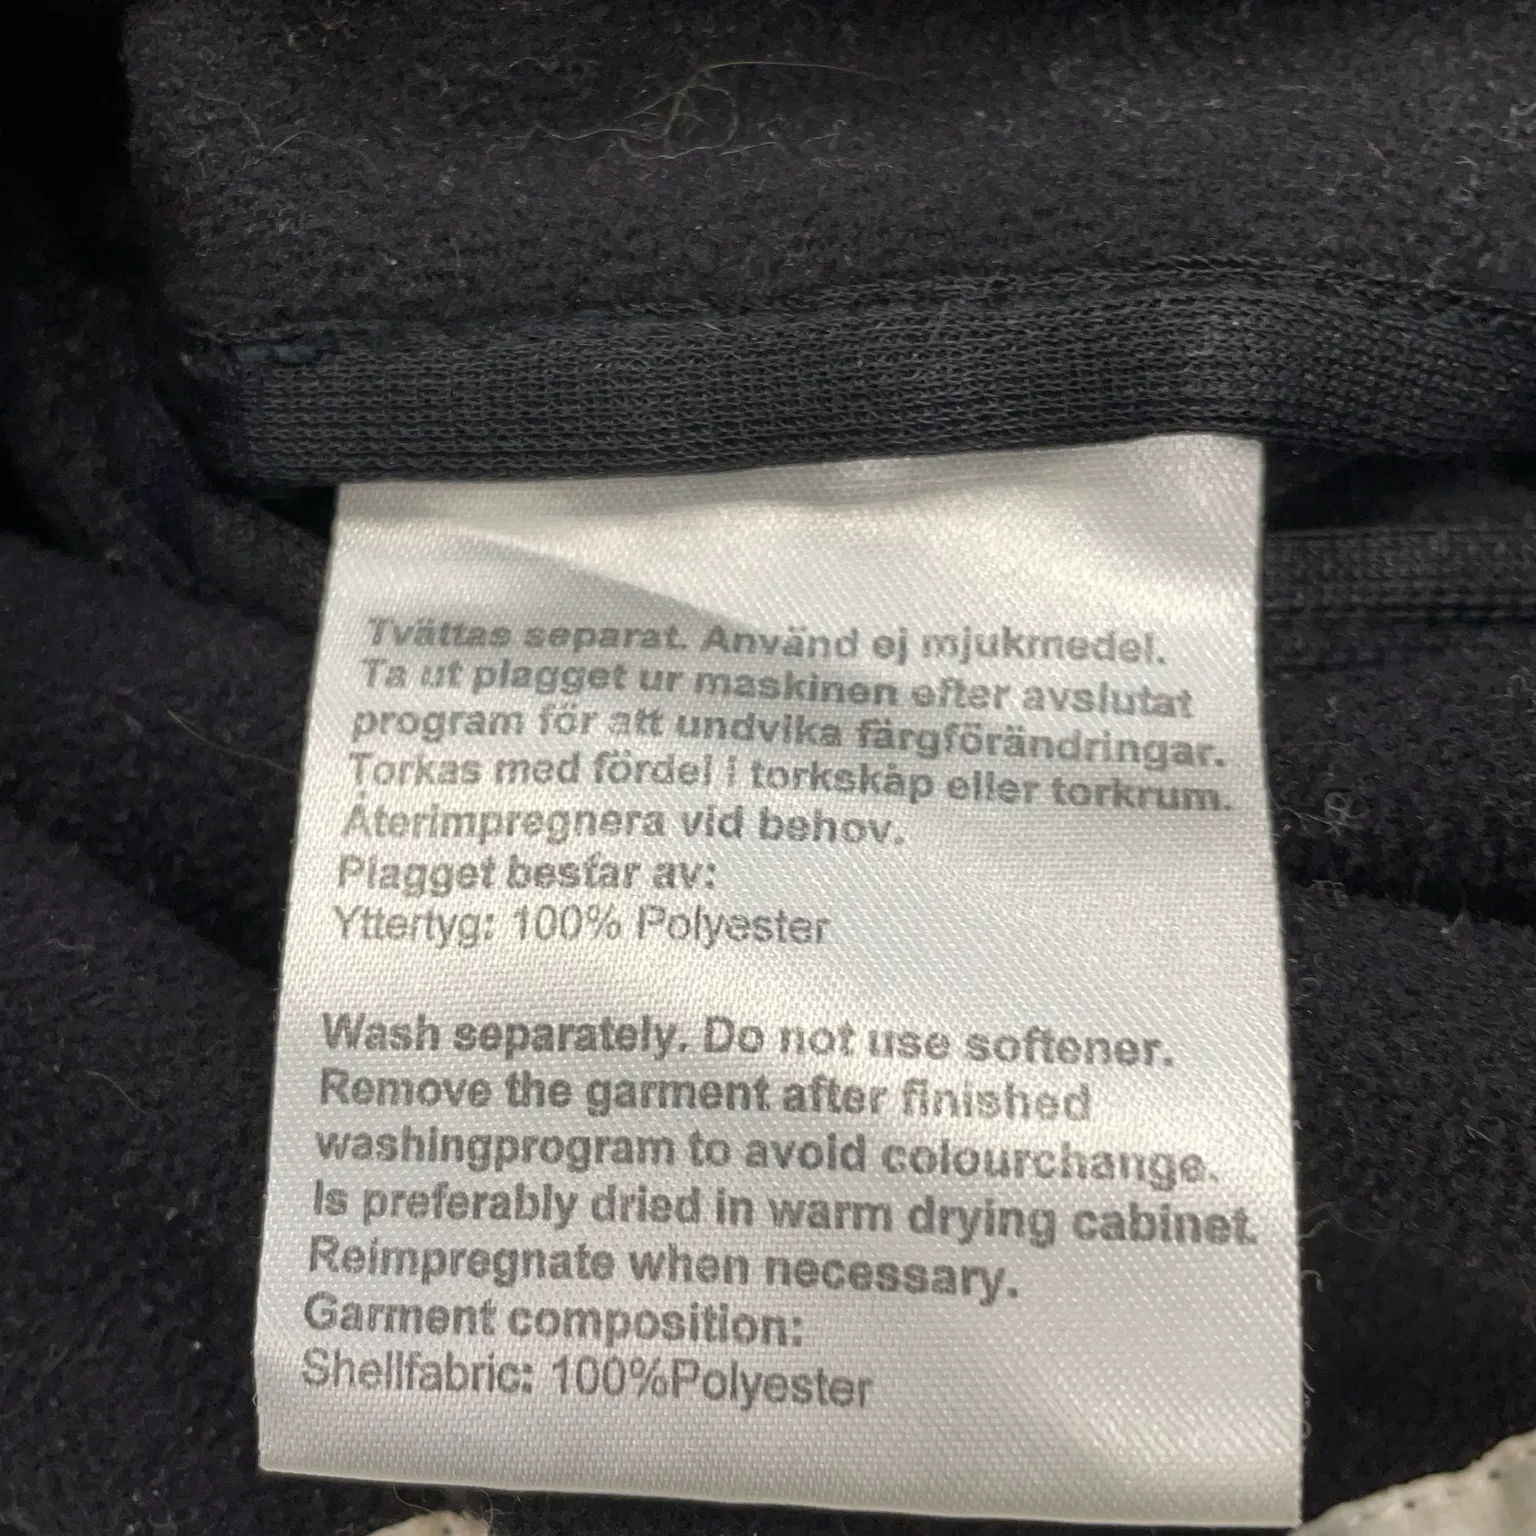 Tvättas separat. Använd ej mjukmedel.
Ta ut plagget ur maskinen efter avslutat
program för att undvika färgförändringar.
Torkas med fördel i torkskåp eller torkrum.
Återimpregnera vid behov.
Plagget bestar av:
Yttertyg: 100% Polyester
Wash separately. Do not use softener.
Remove the garment after finished
washingprogram to avoid colourchange.
Is preferably dried in warm drying cabinet.
Reimpregnate when necessary.
Garment composition:
Shellfabric: 100%Polyester